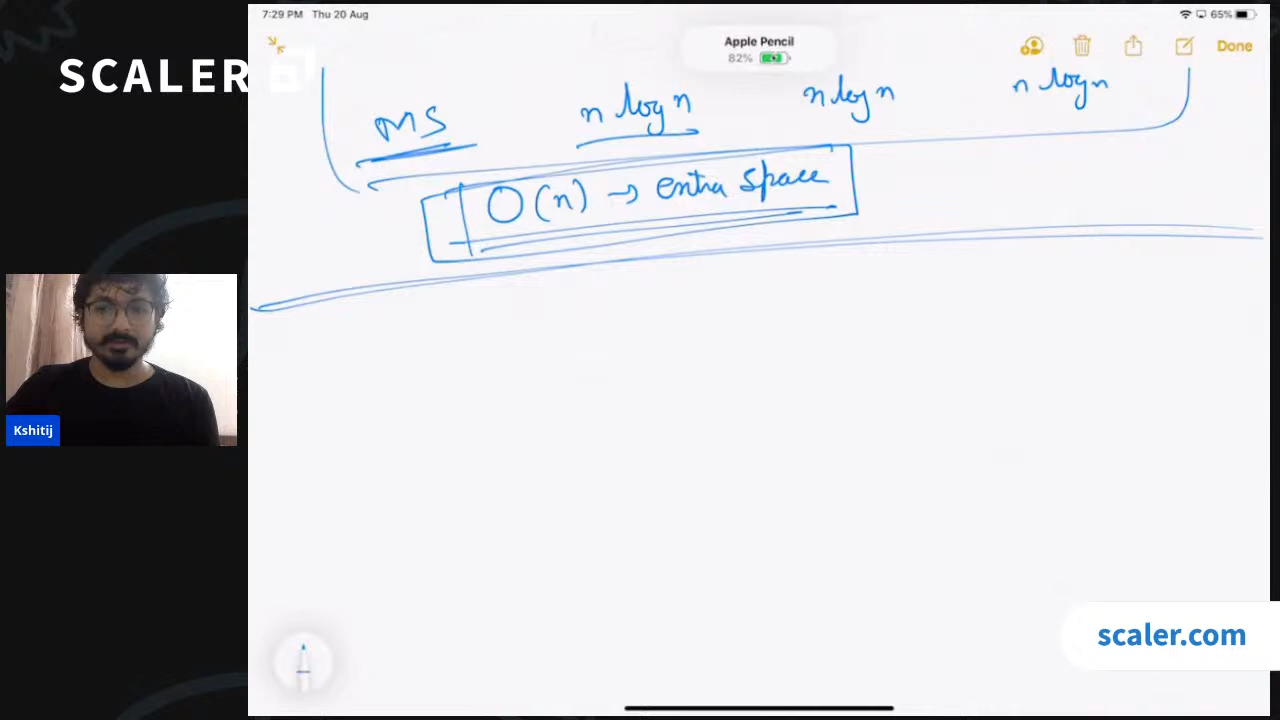 7:29 PM Thu 20 Aug
65%
Apple Pencil
82%
Done
SCALER
MS n log n n log n n log n
O(n) → extra space
Kshitij
scaler.com